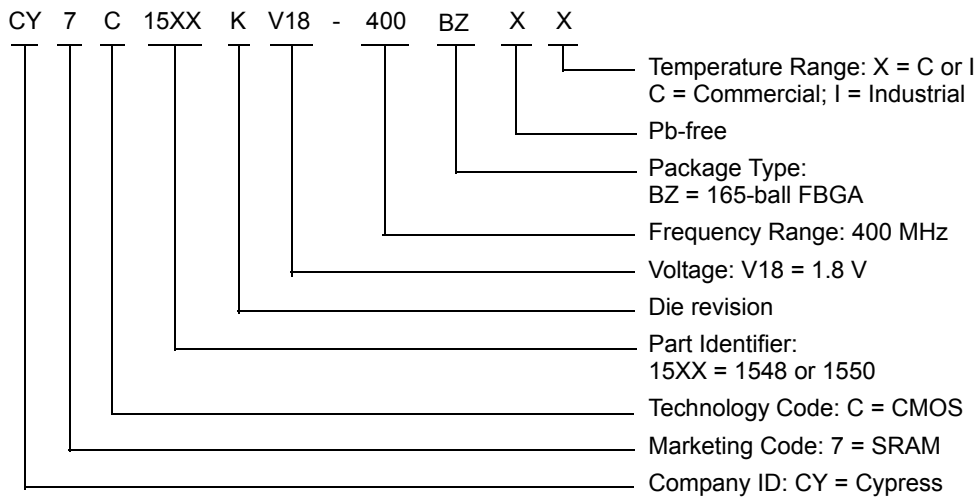 CY 7 C 15XX K V18 - 400 BZ X X
Temperature Range: X = C or I
C = Commercial; I = Industrial
Pb-free
Package Type:
BZ = 165-ball FBGA
Frequency Range: 400 MHz
Voltage: V18 = 1.8 V
Die revision
Part Identifier:
15XX = 1548 or 1550
Technology Code: C = CMOS
Marketing Code: 7 = SRAM
Company ID: CY = Cypress